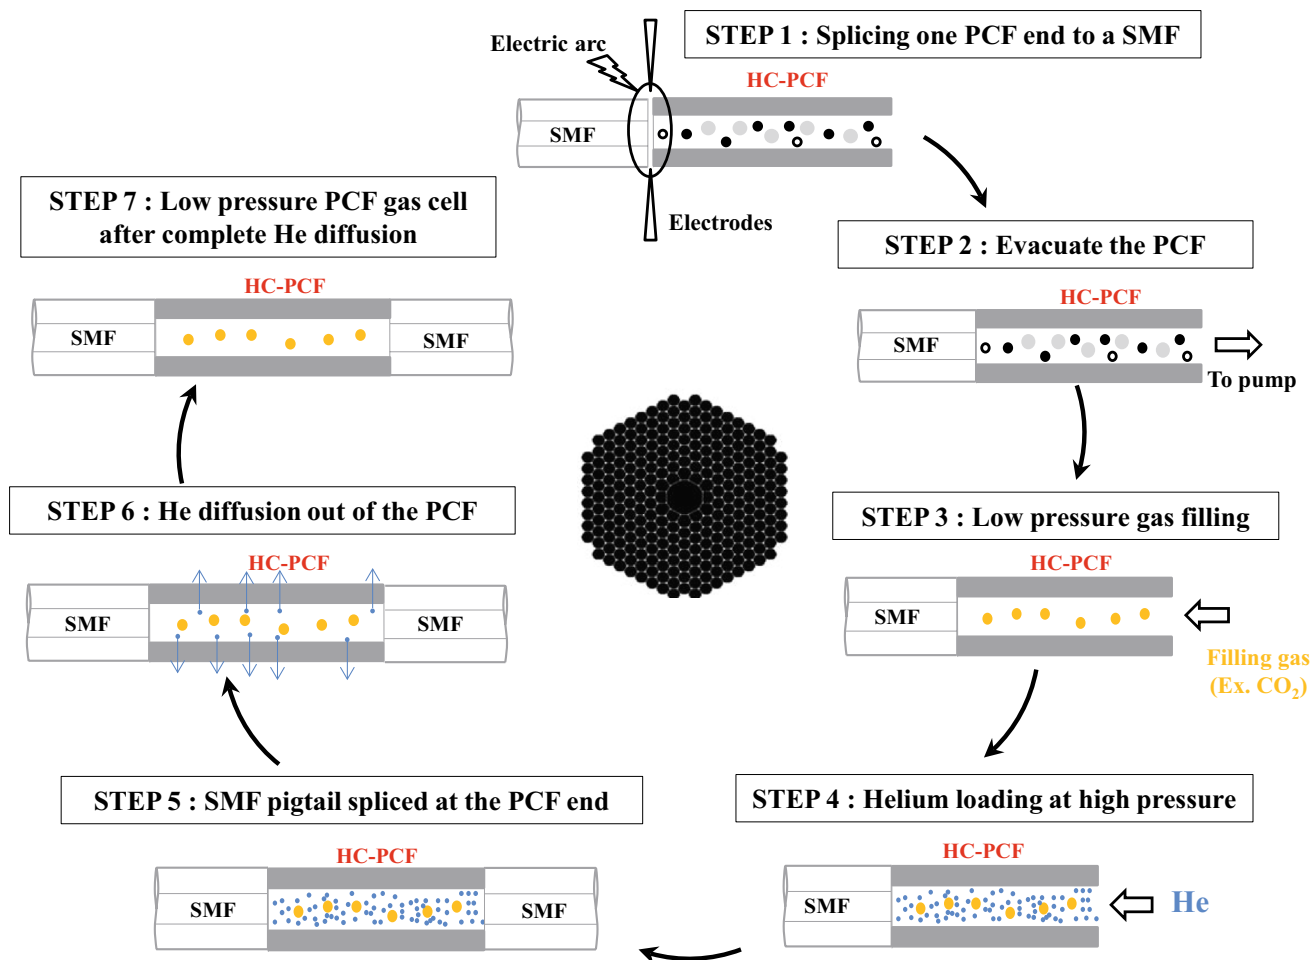 STEP 1 : Splicing one PCF end to a SMF
Electric arc
HC-PCF
SMF
Electrodes
STEP 2 : Evacuate the PCF
HC-PCF
SMF
To pump
STEP 3 : Low pressure gas filling
HC-PCF
SMF
Filling gas
(Ex. CO₂)
STEP 4 : Helium loading at high pressure
HC-PCF
SMF
He
STEP 5 : SMF pigtail spliced at the PCF end
HC-PCF
SMF
SMF
STEP 6 : He diffusion out of the PCF
HC-PCF
SMF
SMF
STEP 7 : Low pressure PCF gas cell
after complete He diffusion
HC-PCF
SMF
SMF